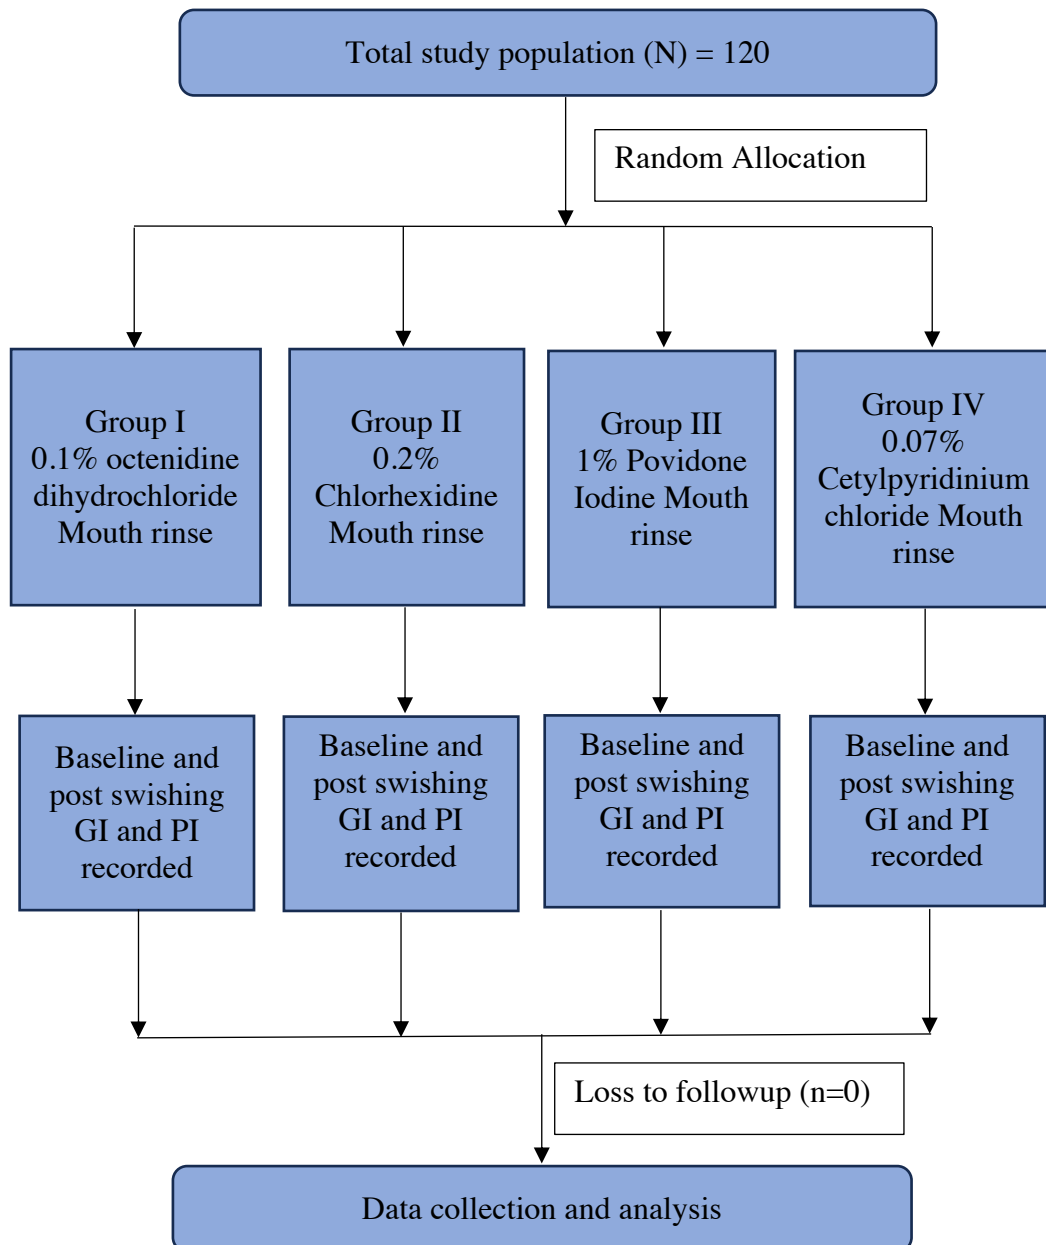 Total study population (N) = 120
Random Allocation
Group I
0.1% octenidine
dihydrochloride
Mouth rinse
Group II
0.2%
Chlorhexidine
Mouth rinse
Group III
1% Povidone
Iodine Mouth
rinse
Group IV
0.07%
Cetylpyridinium
chloride Mouth
rinse
Baseline and
post swishing
GI and PI
recorded
Baseline and
post swishing
GI and PI
recorded
Baseline and
post swishing
GI and PI
recorded
Baseline and
post swishing
GI and PI
recorded
Loss to followup (n=0)
Data collection and analysis